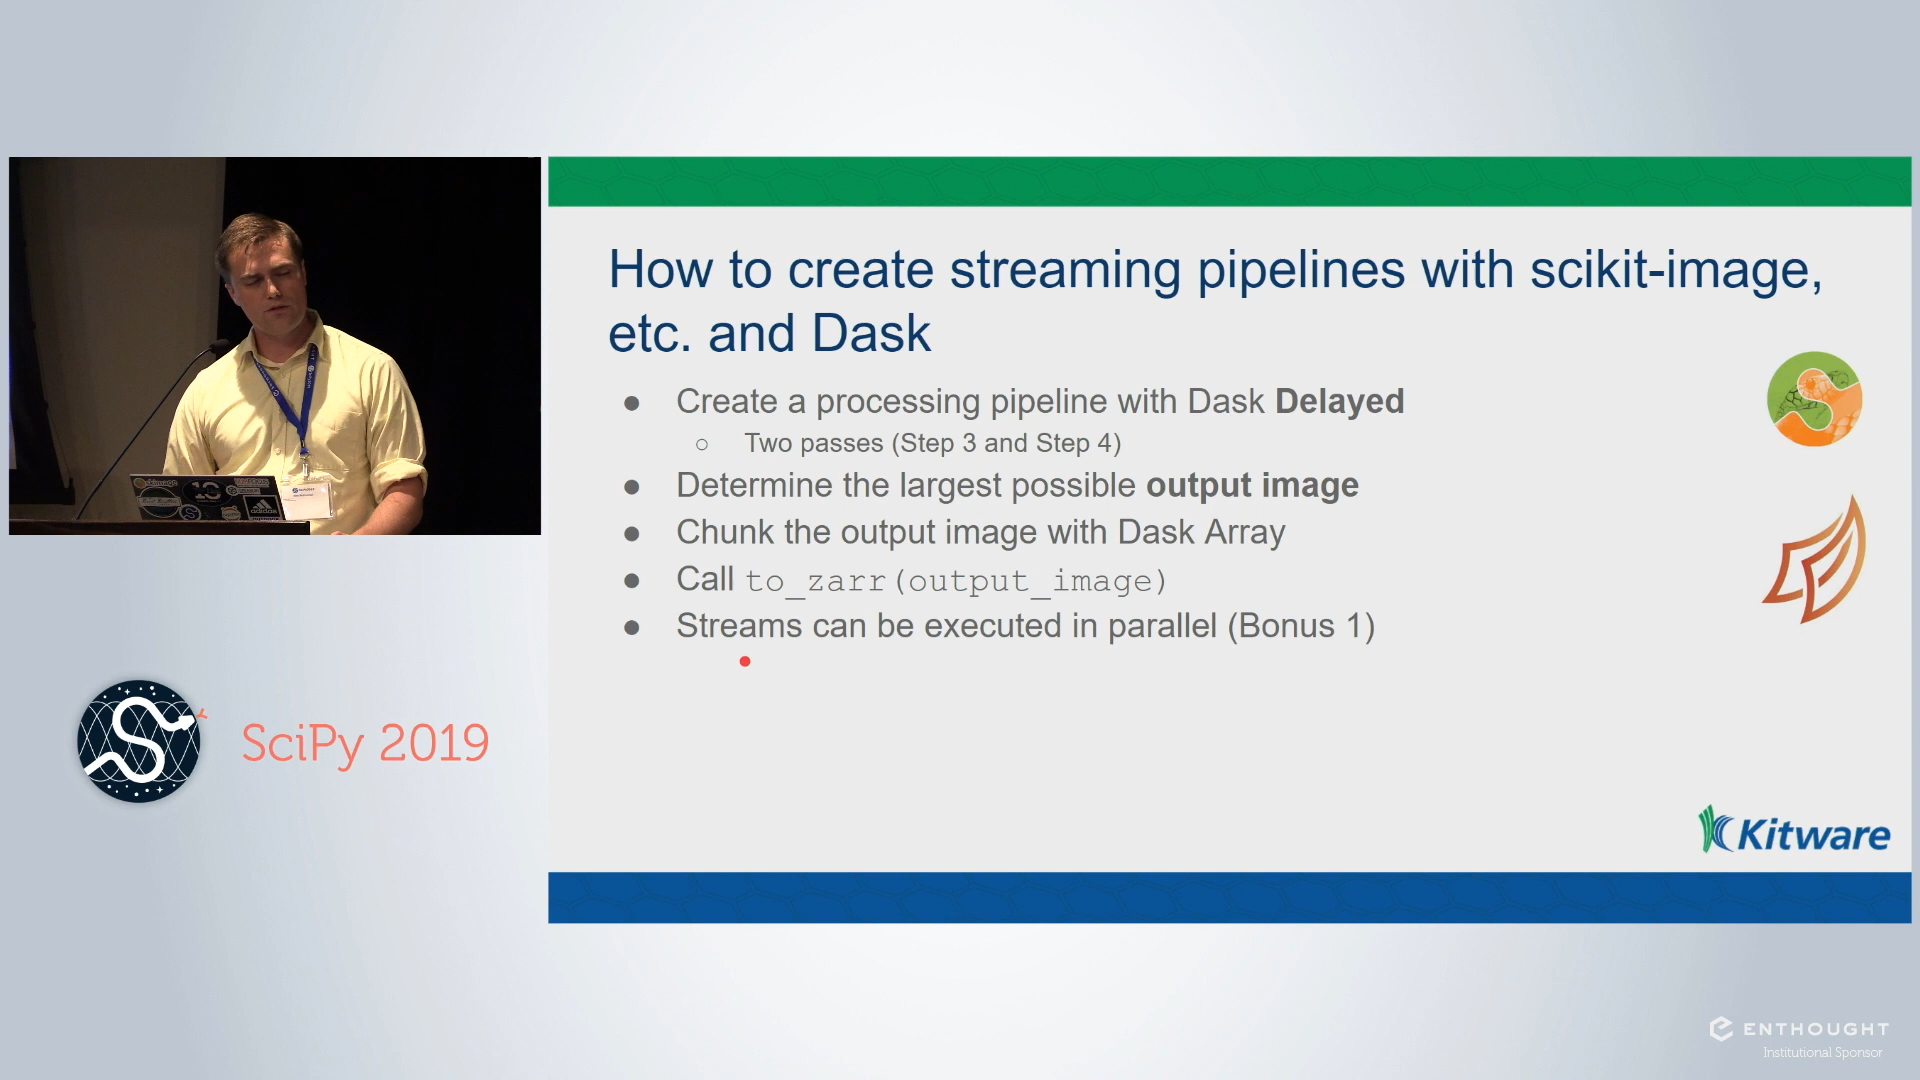 How to create streaming pipelines with scikit-image,
etc. and Dask
● Create a processing pipeline with Dask Delayed
○ Two passes (Step 3 and Step 4)
● Determine the largest possible output image
● Chunk the output image with Dask Array
● Call to_zarr(output_image)
● Streams can be executed in parallel (Bonus 1)
Kitware
SciPy 2019
ENTHOUGHT
Institutional Sponsor
adidas